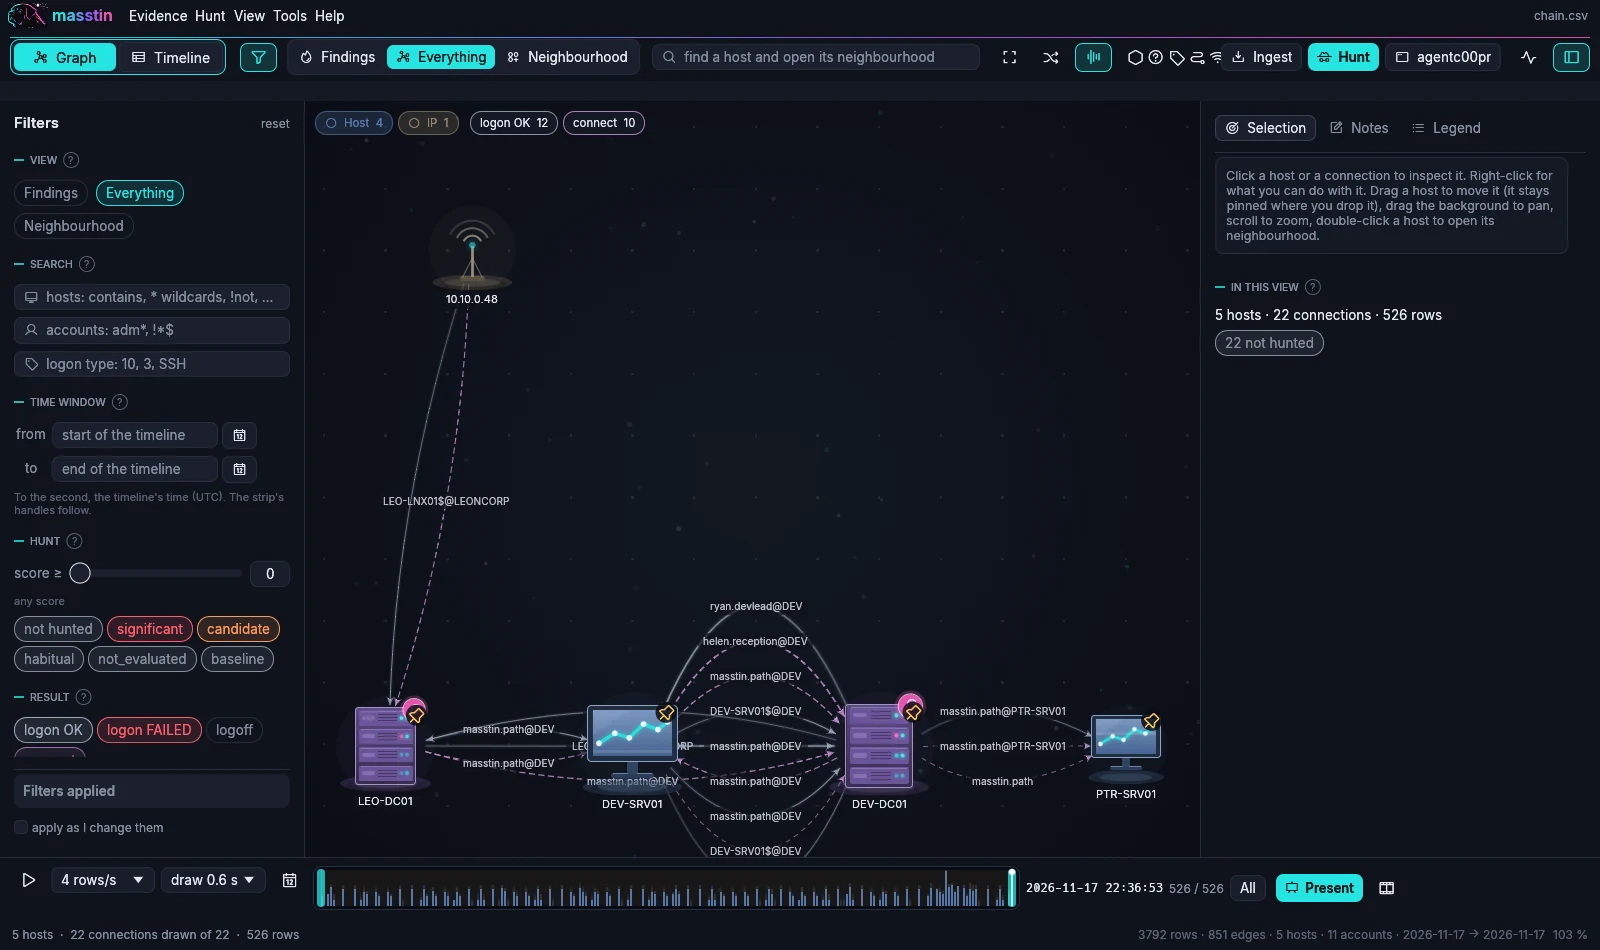 masstin Evidence Hunt View Tools Help chain.csv
Graph Timeline Findings Everything Neighbourhood find a host and open its neighbourhood Ingest Hunt agentc00pr
Filters reset
VIEW ?
Findings Everything
Neighbourhood
SEARCH ?
hosts: contains, * wildcards, !not, ...
accounts: adm*, !*$
logon type: 10, 3, SSH
TIME WINDOW ?
from start of the timeline
to end of the timeline
To the second, the timeline's time (UTC). The strip's
handles follow.
HUNT ?
score ≥ 0
any score
not hunted significant candidate
habitual not_evaluated baseline
RESULT ?
logon OK logon FAILED logoff
Filters applied
apply as I change them
Host 4 IP 1 logon OK 12 connect 10
10.10.0.48
LEO-LNX01$@LEONCORP
ryan.devlead@DEV
helen.reception@DEV
masstin.path@DEV
DEV-SRV01$@DEV
masstin.path@DEV
masstin.path@DEV
masstin.path@DEV
DEV-SRV01$@DEV
masstin.path@DEV
masstin.path@DEV
masstin.path@DEV
masstin.path@PTR-SRV01
masstin.path@PTR-SRV01
masstin.path
LEO-DC01
DEV-SRV01
DEV-DC01
PTR-SRV01
Selection Notes Legend
Click a host or a connection to inspect it. Right-click for
what you can do with it. Drag a host to move it (it stays
pinned where you drop it), drag the background to pan,
scroll to zoom, double-click a host to open its
neighbourhood.
IN THIS VIEW ?
5 hosts · 22 connections · 526 rows
22 not hunted
4 rows/s draw 0.6 s 2026-11-17 22:36:53 526 / 526 All Present
5 hosts · 22 connections drawn of 22 · 526 rows
3792 rows · 851 edges · 5 hosts · 11 accounts · 2026-11-17 → 2026-11-17 103 %